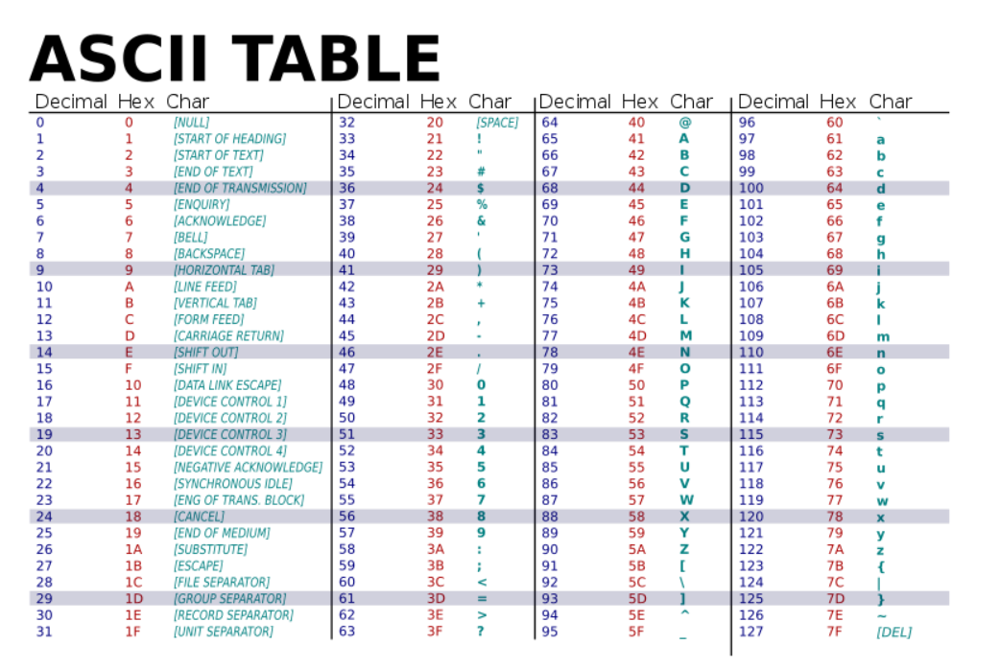 ASCII TABLE
Decimal Hex Char Decimal Hex Char Decimal Hex Char Decimal Hex Char
0 0 [NULL] 32 20 [SPACE] 64 40 @ 96 60 `
1 1 [START OF HEADING] 33 21 ! 65 41 A 97 61 a
2 2 [START OF TEXT] 34 22 " 66 42 B 98 62 b
3 3 [END OF TEXT] 35 23 # 67 43 C 99 63 c
4 4 [END OF TRANSMISSION] 36 24 $ 68 44 D 100 64 d
5 5 [ENQUIRY] 37 25 % 69 45 E 101 65 e
6 6 [ACKNOWLEDGE] 38 26 & 70 46 F 102 66 f
7 7 [BELL] 39 27 ' 71 47 G 103 67 g
8 8 [BACKSPACE] 40 28 ( 72 48 H 104 68 h
9 9 [HORIZONTAL TAB] 41 29 ) 73 49 I 105 69 i
10 A [LINE FEED] 42 2A * 74 4A J 106 6A j
11 B [VERTICAL TAB] 43 2B + 75 4B K 107 6B k
12 C [FORM FEED] 44 2C , 76 4C L 108 6C l
13 D [CARRIAGE RETURN] 45 2D - 77 4D M 109 6D m
14 E [SHIFT OUT] 46 2E . 78 4E N 110 6E n
15 F [SHIFT IN] 47 2F / 79 4F O 111 6F o
16 10 [DATA LINK ESCAPE] 48 30 0 80 50 P 112 70 p
17 11 [DEVICE CONTROL 1] 49 31 1 81 51 Q 113 71 q
18 12 [DEVICE CONTROL 2] 50 32 2 82 52 R 114 72 r
19 13 [DEVICE CONTROL 3] 51 33 3 83 53 S 115 73 s
20 14 [DEVICE CONTROL 4] 52 34 4 84 54 T 116 74 t
21 15 [NEGATIVE ACKNOWLEDGE] 53 35 5 85 55 U 117 75 u
22 16 [SYNCHRONOUS IDLE] 54 36 6 86 56 V 118 76 v
23 17 [ENG OF TRANS. BLOCK] 55 37 7 87 57 W 119 77 w
24 18 [CANCEL] 56 38 8 88 58 X 120 78 x
25 19 [END OF MEDIUM] 57 39 9 89 59 Y 121 79 y
26 1A [SUBSTITUTE] 58 3A : 90 5A Z 122 7A z
27 1B [ESCAPE] 59 3B ; 91 5B [ 123 7B {
28 1C [FILE SEPARATOR] 60 3C < 92 5C \ 124 7C |
29 1D [GROUP SEPARATOR] 61 3D = 93 5D ] 125 7D }
30 1E [RECORD SEPARATOR] 62 3E > 94 5E ^ 126 7E ~
31 1F [UNIT SEPARATOR] 63 3F ? 95 5F _ 127 7F [DEL]